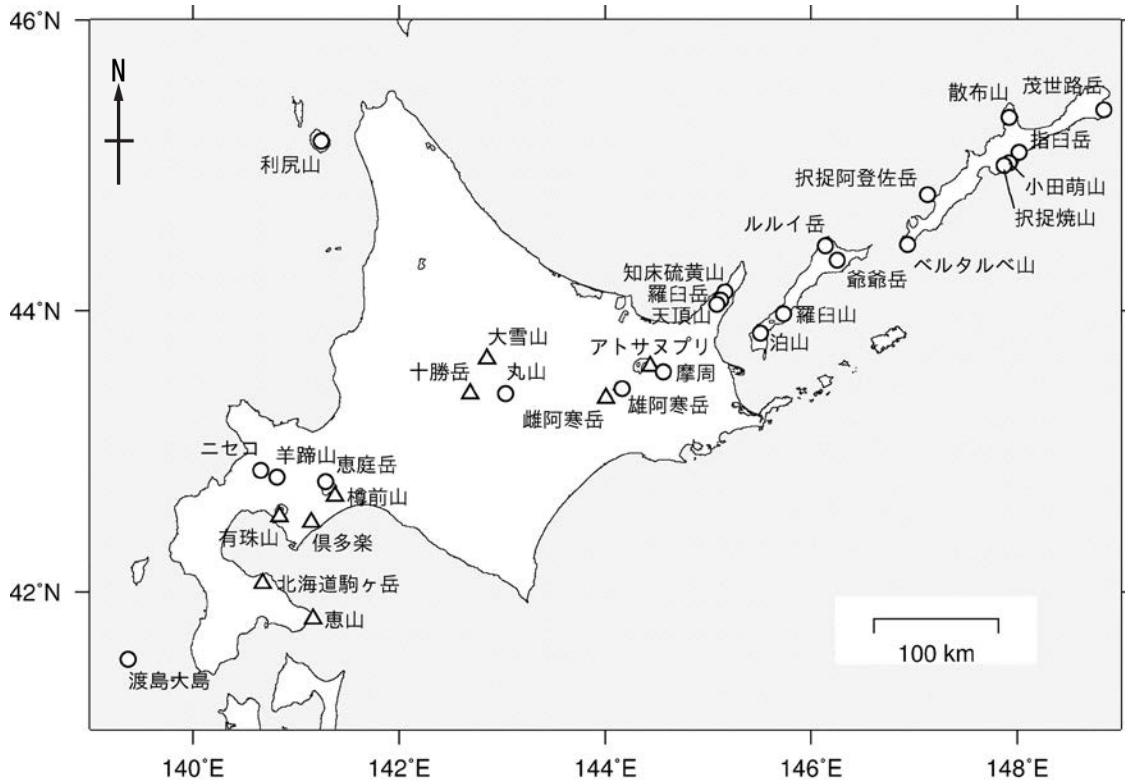 46°N
N
散布山
茂世路岳
利尻山
指臼岳
択捉阿登佐岳
小田萌山
択捉焼山
ルルイ岳
ベルタルベ山
知床硫黄山
爺爺岳
羅臼岳
44°N
天頂山
羅臼山
泊山
大雪山
アトサヌプリ
十勝岳
丸山
摩周
雌阿寒岳
雄阿寒岳
ニセコ
羊蹄山
恵庭岳
樽前山
有珠山
倶多楽
北海道駒ヶ岳
42°N
恵山
100 km
渡島大島
140°E
142°E
144°E
146°E
148°E